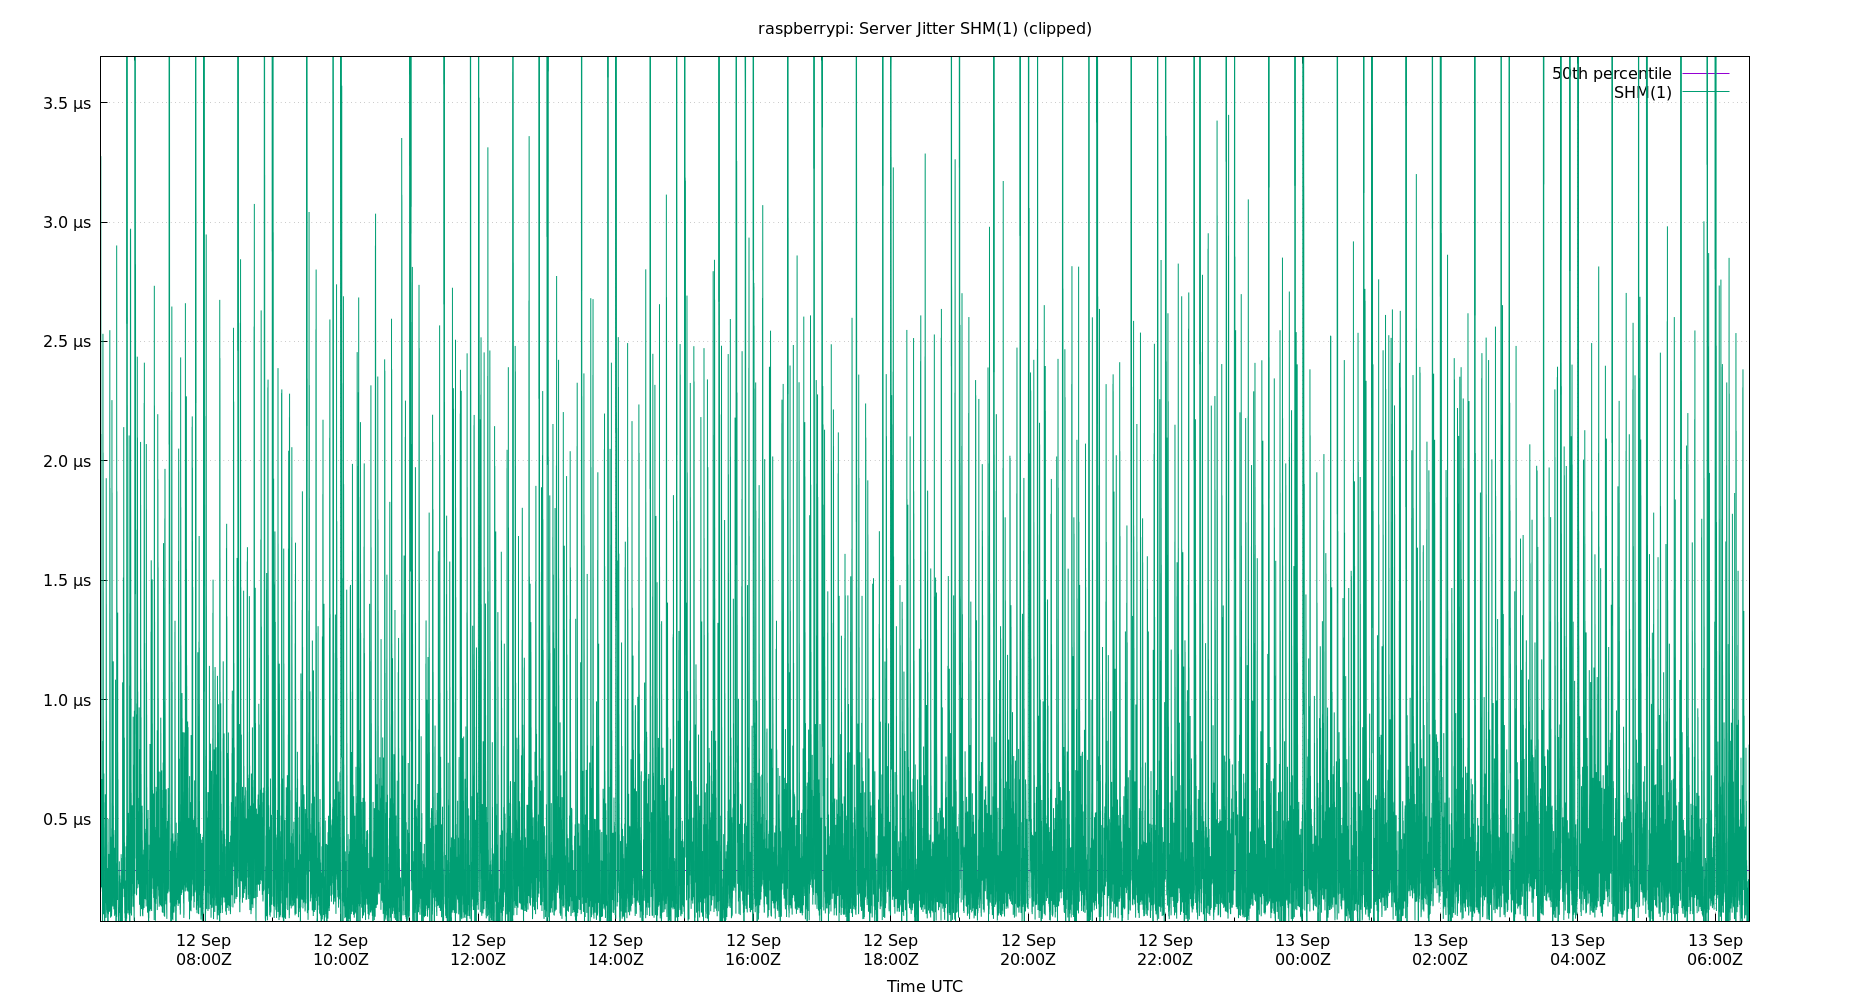 raspberrypi: Server Jitter SHM(1) (clipped)
50th percentile
SHM(1)
3.5 µs
3.0 µs
2.5 µs
2.0 µs
1.5 µs
1.0 µs
0.5 µs
12 Sep 12 Sep 12 Sep 12 Sep 12 Sep 12 Sep 12 Sep 12 Sep 13 Sep 13 Sep 13 Sep 13 Sep
08:00Z 10:00Z 12:00Z 14:00Z 16:00Z 18:00Z 20:00Z 22:00Z 00:00Z 02:00Z 04:00Z 06:00Z
Time UTC